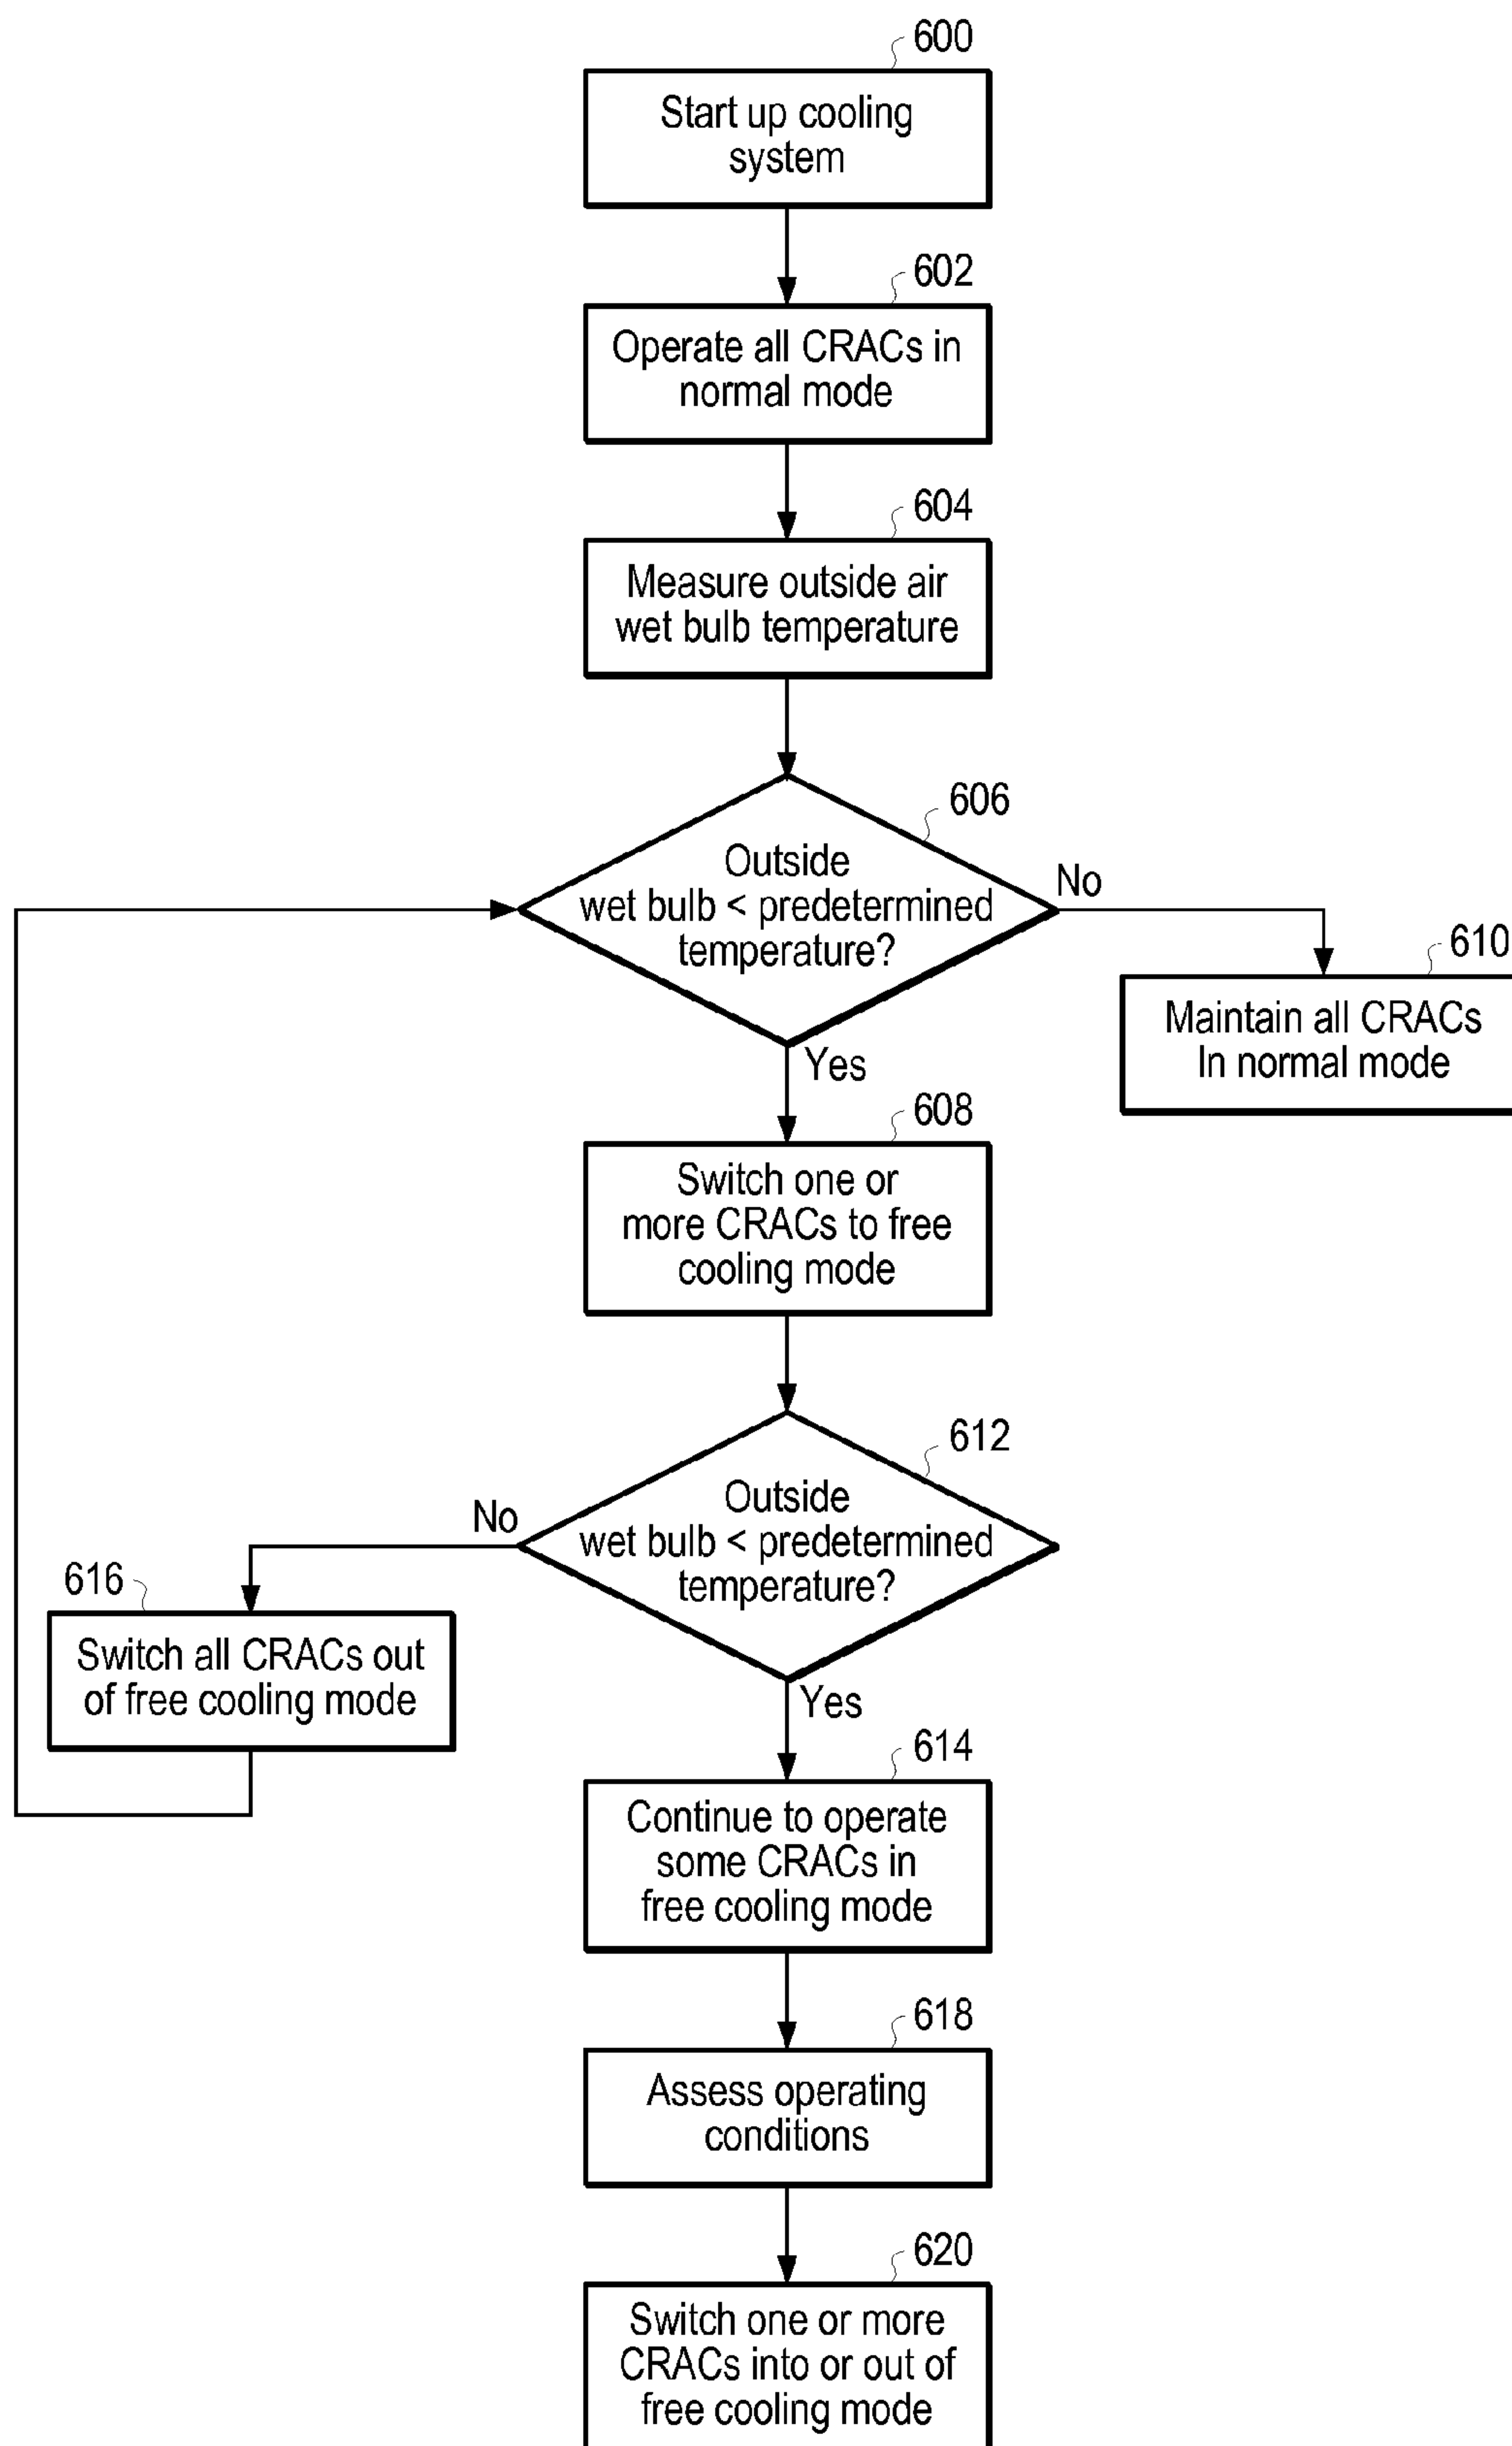 600
Start up cooling
system
602
Operate all CRACs in
normal mode
604
Measure outside air
wet bulb temperature
606
Outside
wet bulb < predetermined
temperature?
No
610
Maintain all CRACs
In normal mode
Yes
608
Switch one or
more CRACs to free
cooling mode
612
Outside
wet bulb < predetermined
temperature?
No
616
Switch all CRACs out
of free cooling mode
Yes
614
Continue to operate
some CRACs in
free cooling mode
618
Assess operating
conditions
620
Switch one or more
CRACs into or out of
free cooling mode